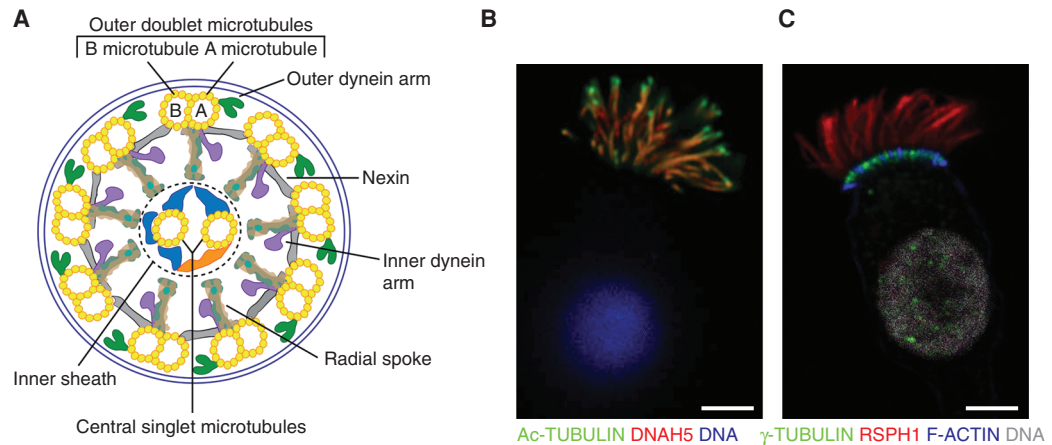 A
Outer doublet microtubules
B microtubule A microtubule
Outer dynein arm
B A
Nexin
Inner dynein
arm
Radial spoke
Inner sheath
Central singlet microtubules
B
Ac-TUBULIN DNAH5 DNA
C
γ-TUBULIN RSPH1 F-ACTIN DNA